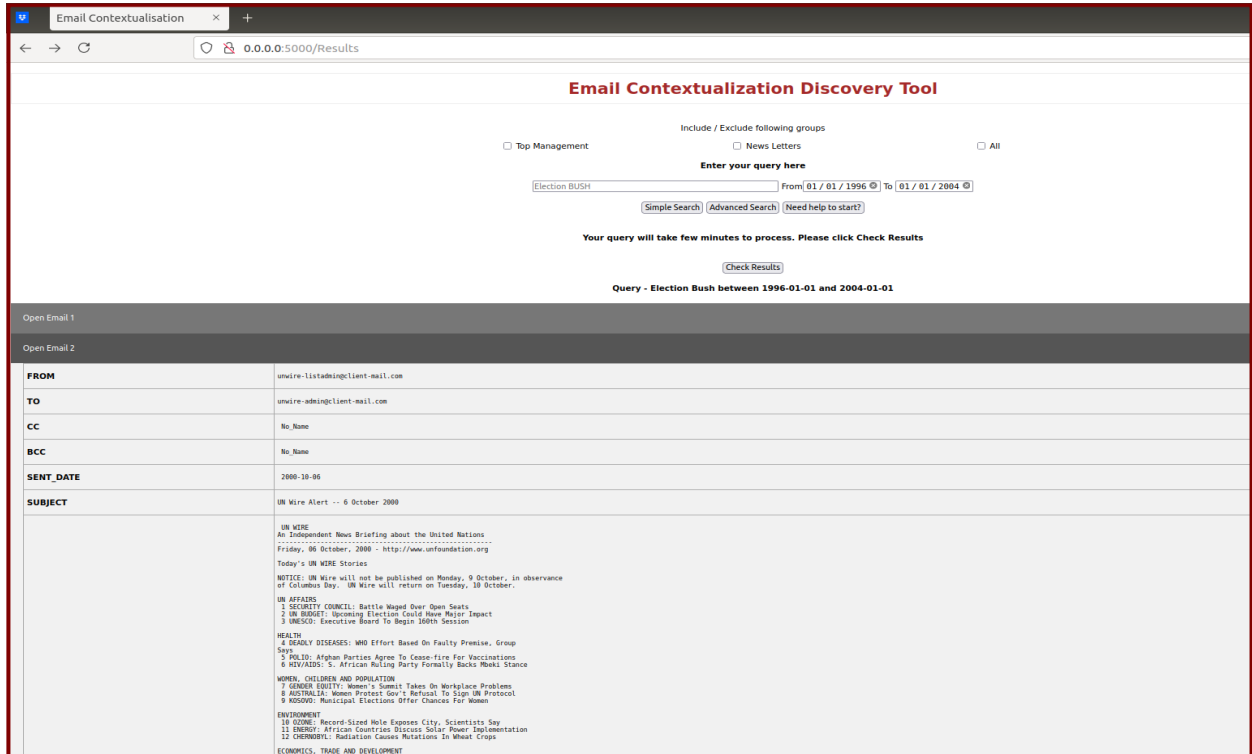 Email Contextualisation × +
0.0.0.0:5000/Results
Email Contextualization Discovery Tool
Include / Exclude following groups
Top Management News Letters All
Enter your query here
Election BUSH From 01 / 01 / 1996 To 01 / 01 / 2004
Simple Search Advanced Search Need help to start?
Your query will take few minutes to process. Please click Check Results
Check Results
Query - Election Bush between 1996-01-01 and 2004-01-01
Open Email 1
Open Email 2
FROM unwire-listadmin@client-mail.com
TO unwire-admin@client-mail.com
CC No_Name
BCC No_Name
SENT_DATE 2000-10-06
SUBJECT UN Wire Alert -- 6 October 2000
UN WIRE
An Independent News Briefing about the United Nations
-------------------------------------------------------
Friday, 06 October, 2000 - http://www.unfoundation.org
Today's UN WIRE Stories
NOTICE: UN Wire will not be published on Monday, 9 October, in observance
of Columbus Day. UN Wire will return on Tuesday, 10 October.
UN AFFAIRS
1 SECURITY COUNCIL: Battle Waged Over Open Seats
2 UN BUDGET: Upcoming Election Could Have Major Impact
3 UNESCO: Executive Board To Begin 160th Session
HEALTH
4 DEADLY DISEASES: WHO Effort Based On Faulty Premise, Group
Says
5 POLIO: Afghan Parties Agree To Cease-fire For Vaccinations
6 HIV/AIDS: S. African Ruling Party Formally Backs Mbeki Stance
WOMEN, CHILDREN AND POPULATION
7 GENDER EQUITY: Women's Summit Takes On Workplace Problems
8 AUSTRALIA: Women Protest Gov't Refusal To Sign UN Protocol
9 KOSOVO: Municipal Elections Offer Chances For Women
ENVIRONMENT
10 OZONE: Record-Sized Hole Exposes City, Scientists Say
11 ENERGY: African Countries Discuss Solar Power Implementation
12 CHERNOBYL: Radiation Causes Mutations In Wheat Crops
ECONOMICS, TRADE AND DEVELOPMENT